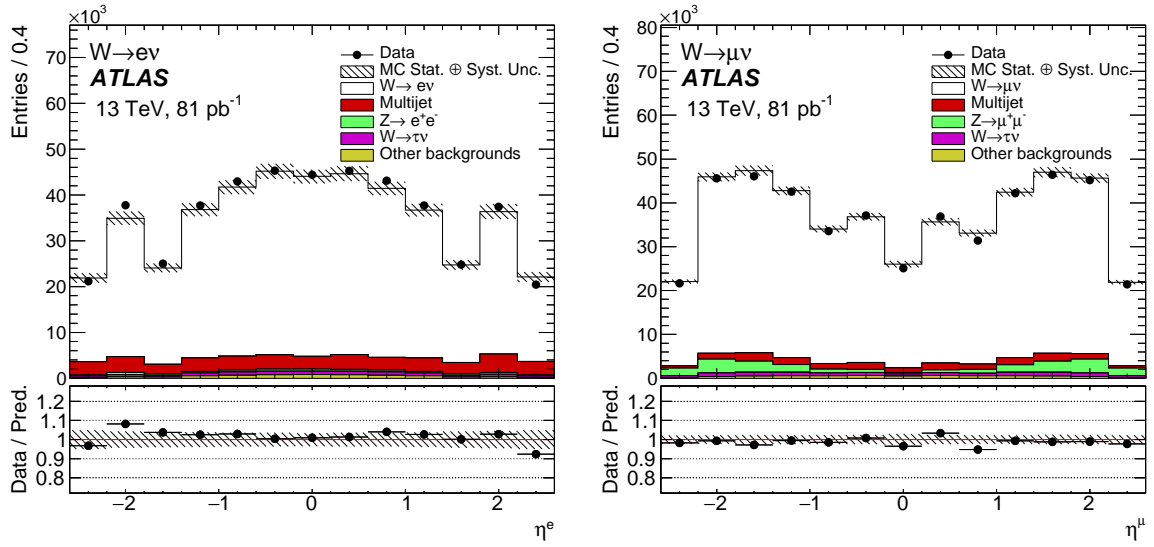 ×10³
Entries / 0.4
70
60
50
40
30
20
10
0
W→eν
ATLAS
13 TeV, 81 pb⁻¹
Data
MC Stat. ⊕ Syst. Unc.
W→ eν
Multijet
Z→ e⁺e⁻
W→τν
Other backgrounds
Data / Pred.
1.2
1.1
1
0.9
0.8
−2 −1 0 1 2
ηᵉ
×10³
Entries / 0.4
80
70
60
50
40
30
20
10
0
W→μν
ATLAS
13 TeV, 81 pb⁻¹
Data
MC Stat. ⊕ Syst. Unc.
W→μν
Multijet
Z→μ⁺μ⁻
W→τν
Other backgrounds
Data / Pred.
1.2
1.1
1
0.9
0.8
−2 −1 0 1 2
η^μ